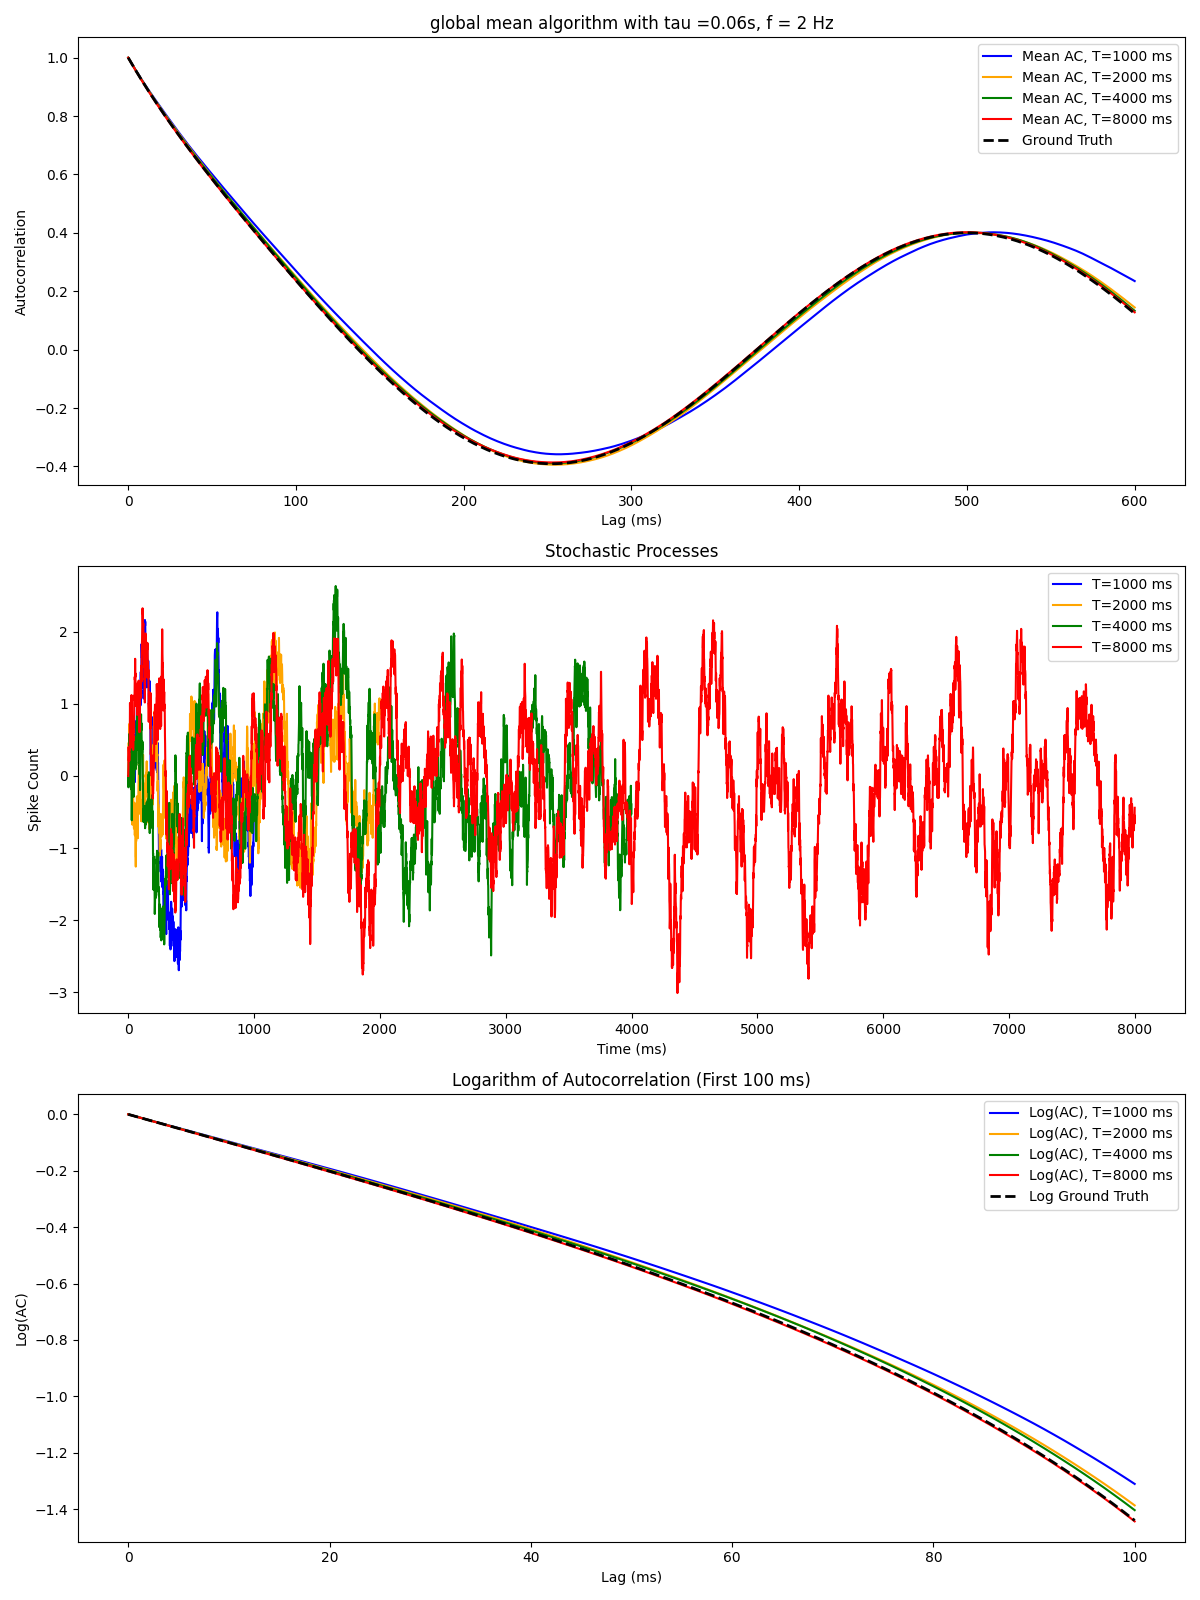 global mean algorithm with tau =0.06s, f = 2 Hz
1.0
0.8
0.6
0.4
0.2
0.0
−0.2
−0.4
Autocorrelation
Mean AC, T=1000 ms
Mean AC, T=2000 ms
Mean AC, T=4000 ms
Mean AC, T=8000 ms
Ground Truth
0 100 200 300 400 500 600
Lag (ms)
Stochastic Processes
2
1
0
−1
−2
−3
Spike Count
T=1000 ms
T=2000 ms
T=4000 ms
T=8000 ms
0 1000 2000 3000 4000 5000 6000 7000 8000
Time (ms)
Logarithm of Autocorrelation (First 100 ms)
0.0
−0.2
−0.4
−0.6
−0.8
−1.0
−1.2
−1.4
Log(AC)
Log(AC), T=1000 ms
Log(AC), T=2000 ms
Log(AC), T=4000 ms
Log(AC), T=8000 ms
Log Ground Truth
0 20 40 60 80 100
Lag (ms)